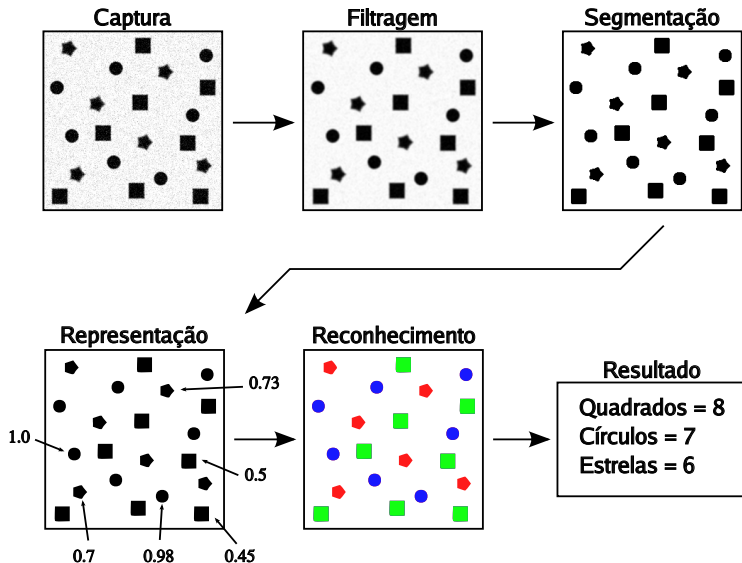 Captura
Filtragem
Segmentação
Representação
Reconhecimento
0.73
1.0
0.5
0.7
0.98
0.45
Resultado
Quadrados = 8
Círculos = 7
Estrelas = 6